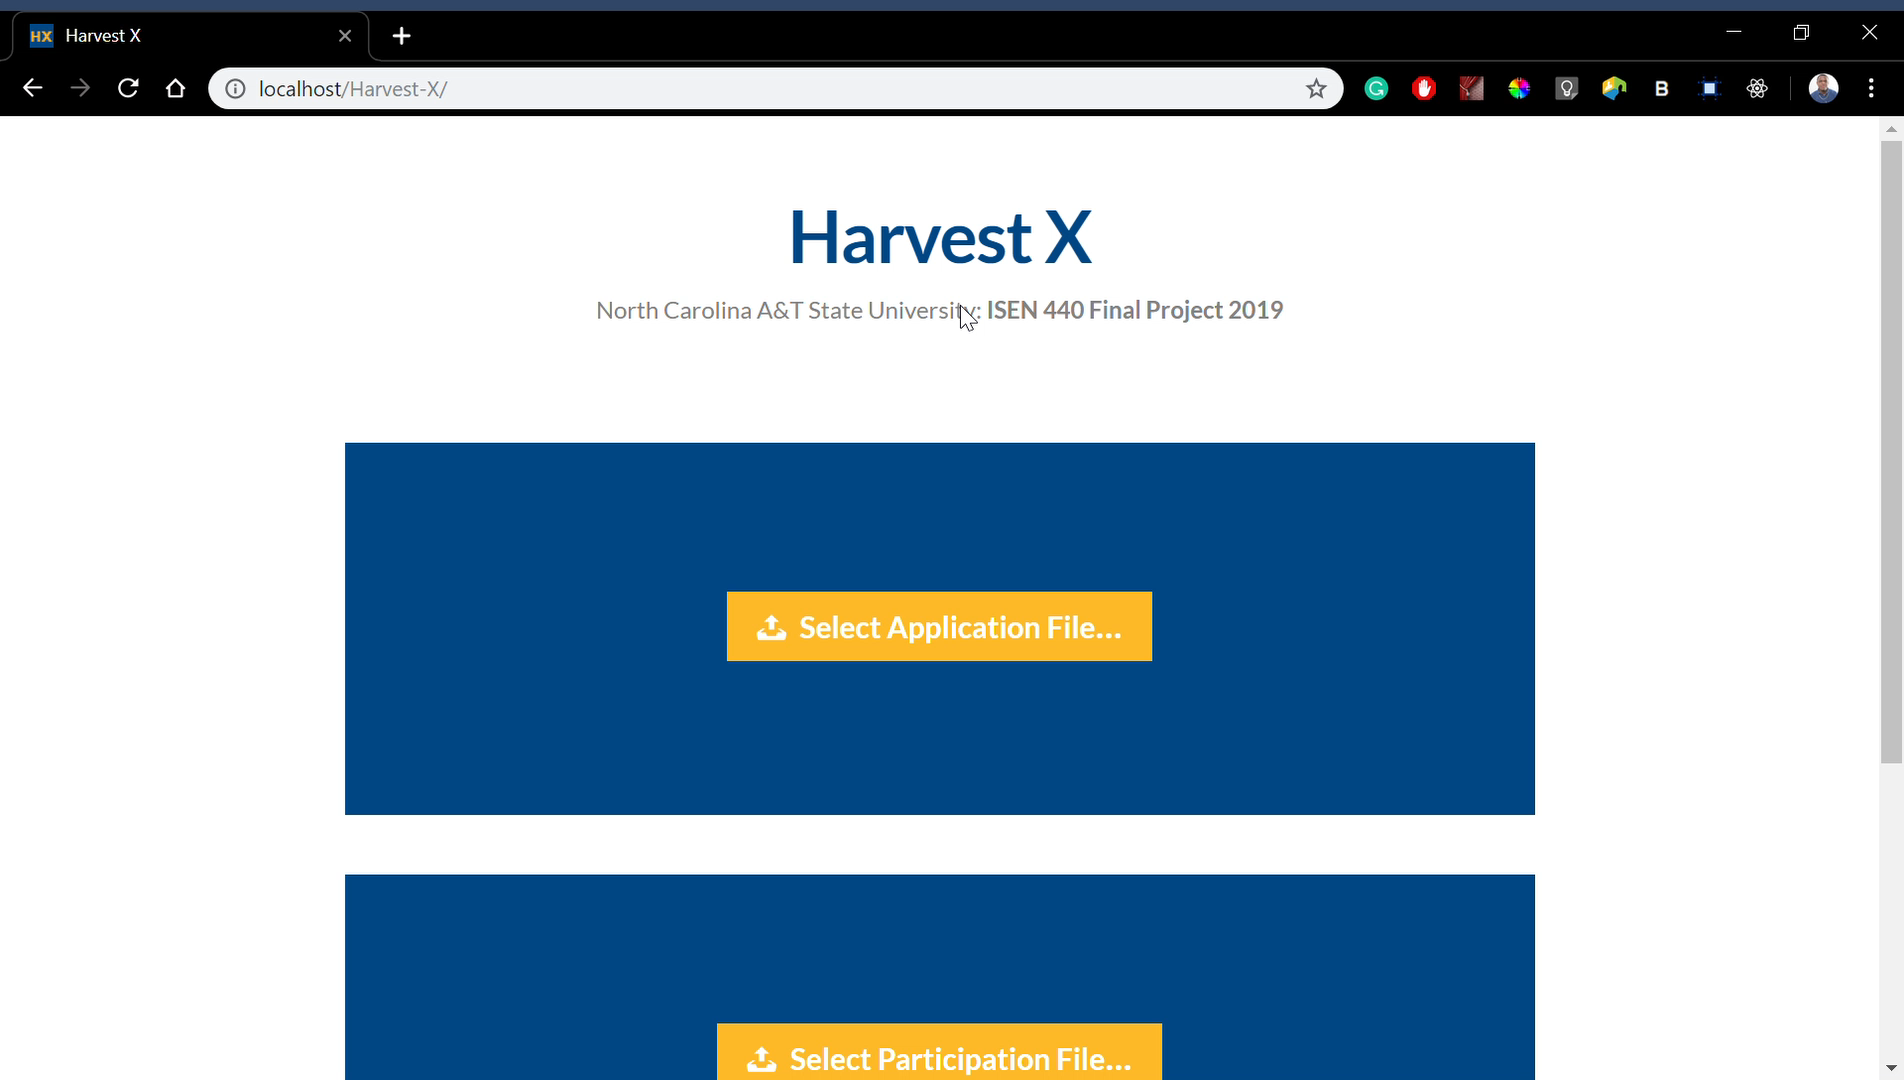 HX Harvest X
localhost/Harvest-X/
B
Harvest X
North Carolina A&T State University: ISEN 440 Final Project 2019
Select Application File...
Select Participation File...